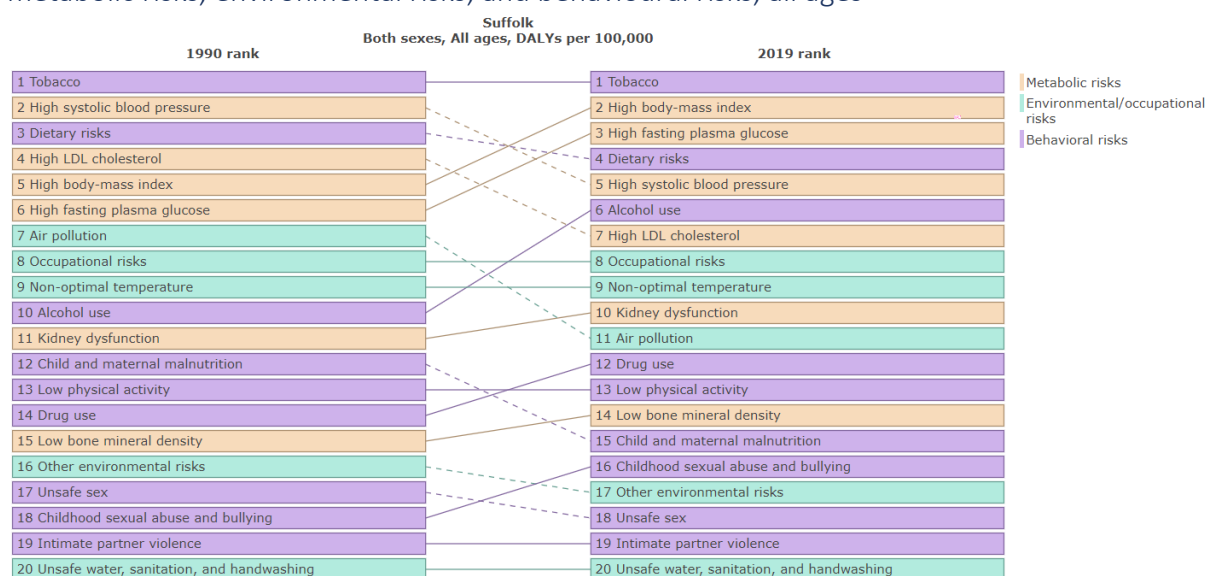 metabolic risks, environmental risks, and behavioural risks, all ages
Suffolk
Both sexes, All ages, DALYs per 100,000
1990 rank
2019 rank
1 Tobacco
2 High systolic blood pressure
3 Dietary risks
4 High LDL cholesterol
5 High body-mass index
6 High fasting plasma glucose
7 Air pollution
8 Occupational risks
9 Non-optimal temperature
10 Alcohol use
11 Kidney dysfunction
12 Child and maternal malnutrition
13 Low physical activity
14 Drug use
15 Low bone mineral density
16 Other environmental risks
17 Unsafe sex
18 Childhood sexual abuse and bullying
19 Intimate partner violence
20 Unsafe water, sanitation, and handwashing
1 Tobacco
2 High body-mass index
3 High fasting plasma glucose
4 Dietary risks
5 High systolic blood pressure
6 Alcohol use
7 High LDL cholesterol
8 Occupational risks
9 Non-optimal temperature
10 Kidney dysfunction
11 Air pollution
12 Drug use
13 Low physical activity
14 Low bone mineral density
15 Child and maternal malnutrition
16 Childhood sexual abuse and bullying
17 Other environmental risks
18 Unsafe sex
19 Intimate partner violence
20 Unsafe water, sanitation, and handwashing
Metabolic risks
Environmental/occupational
risks
Behavioral risks